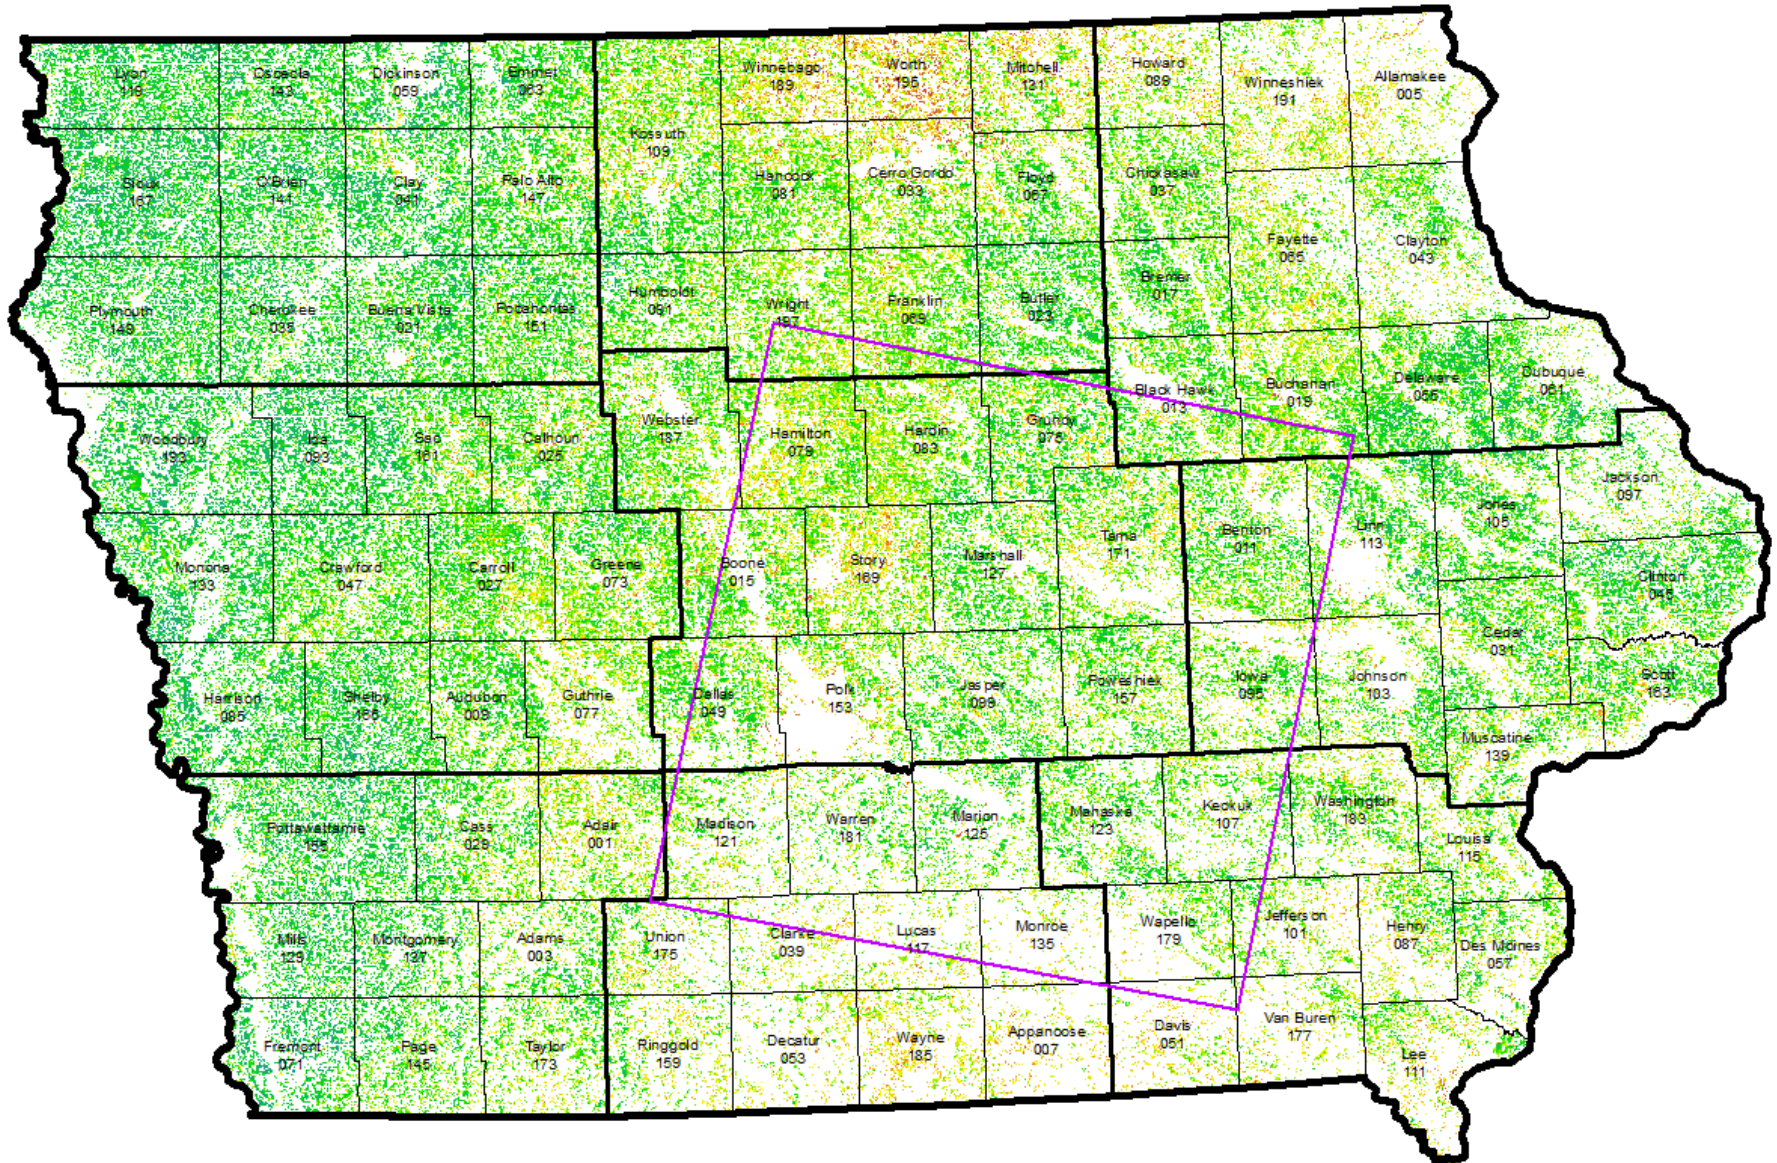 Lyon
119
Osceola
143
Dickinson
059
Emmet
063
Winnebago
189
Worth
195
Mitchell
131
Howard
089
Winneshiek
191
Allamakee
005
Kossuth
109
Sioux
167
O'Brien
141
Clay
041
Palo Alto
147
Hancock
081
Cerro Gordo
033
Floyd
067
Chickasaw
037
Fayette
065
Clayton
043
Plymouth
149
Cherokee
035
Buena Vista
021
Pocahontas
151
Humboldt
091
Wright
197
Franklin
069
Butler
023
Bremer
017
Woodbury
193
Ida
093
Sac
161
Calhoun
025
Webster
187
Hamilton
079
Hardin
083
Grundy
075
Black Hawk
013
Buchanan
019
Delaware
055
Dubuque
061
Jackson
097
Monona
133
Crawford
047
Carroll
027
Greene
073
Boone
015
Story
169
Marshall
127
Tama
171
Benton
011
Linn
113
Jones
105
Clinton
045
Cedar
031
Harrison
085
Shelby
165
Audubon
009
Guthrie
077
Dallas
049
Polk
153
Jasper
099
Poweshiek
157
Iowa
095
Johnson
103
Scott
163
Muscatine
139
Pottawattamie
155
Cass
029
Adair
001
Madison
121
Warren
181
Marion
125
Mahaska
123
Keokuk
107
Washington
183
Louisa
115
Mills
129
Montgomery
137
Adams
003
Union
175
Clarke
039
Lucas
117
Monroe
135
Wapello
179
Jefferson
101
Henry
087
Des Moines
057
Fremont
071
Page
145
Taylor
173
Ringgold
159
Decatur
053
Wayne
185
Appanoose
007
Davis
051
Van Buren
177
Lee
111